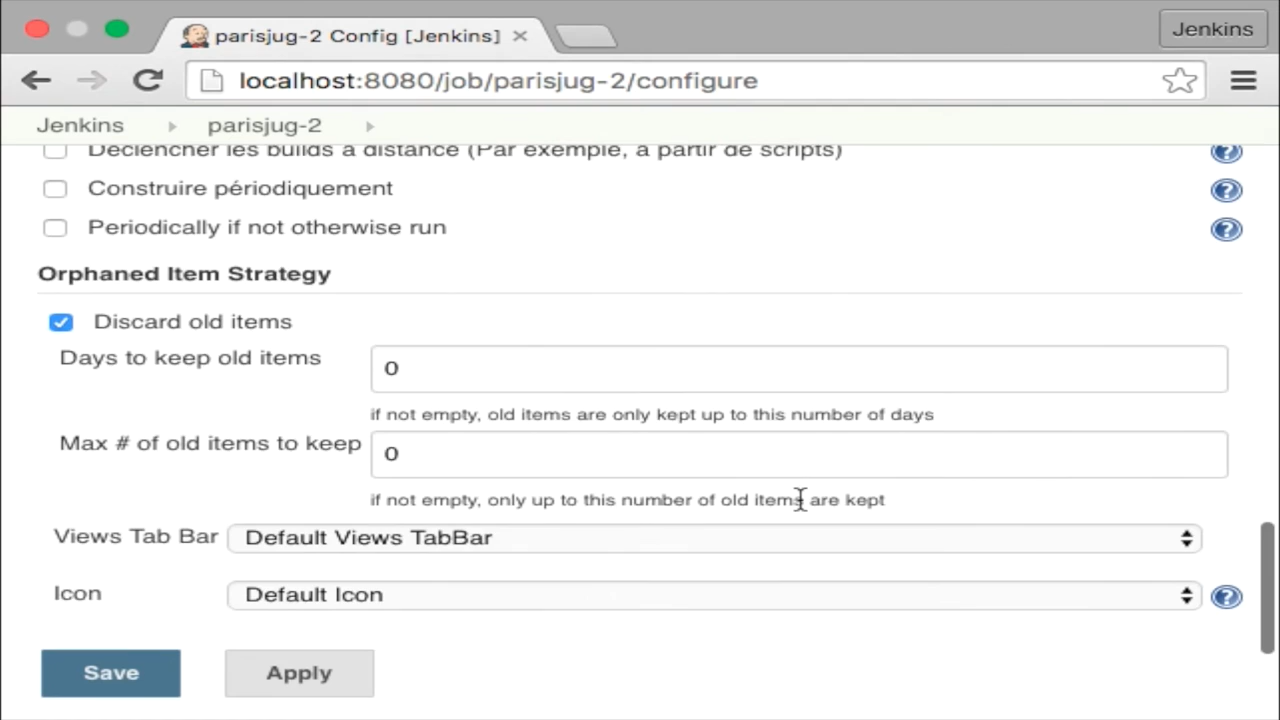 parisjug-2 Config [Jenkins]
Jenkins
localhost:8080/job/parisjug-2/configure
Jenkins
parisjug-2
Déclencher les builds à distance (Par exemple, à partir de scripts)
Construire périodiquement
Periodically if not otherwise run
Orphaned Item Strategy
Discard old items
Days to keep old items
0
if not empty, old items are only kept up to this number of days
Max # of old items to keep
0
if not empty, only up to this number of old items are kept
Views Tab Bar
Default Views TabBar
Icon
Default Icon
Save
Apply